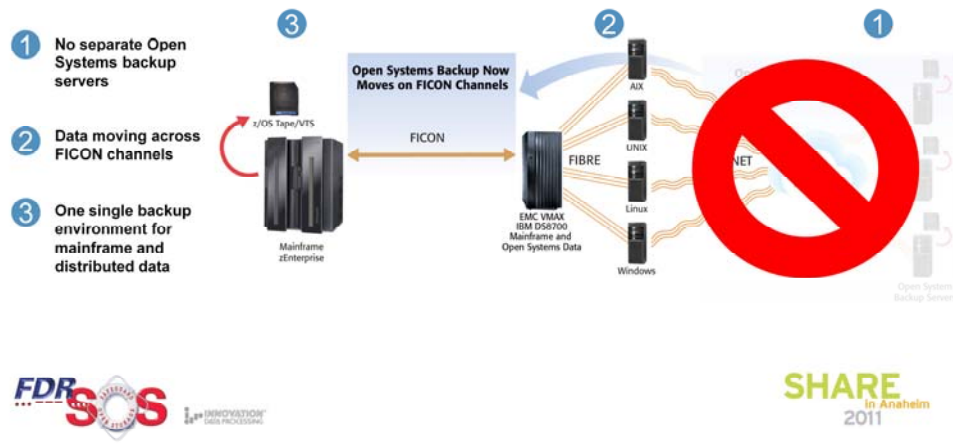 1
No separate Open
Systems backup
servers
2
Data moving across
FICON channels
3
One single backup
environment for
mainframe and
distributed data
3
z/OS Tape/VTS
Mainframe
zEnterprise
Open Systems Backup Now
Moves on FICON Channels
FICON
EMC VMAX
IBM DS8700
Mainframe and
Open Systems Data
FIBRE
2
AIX
UNIX
Linux
Windows
1
Open System
Backup Server
FDR
SOS
INNOVATION
DATA PROCESSING
SHARE
in Anaheim
2011